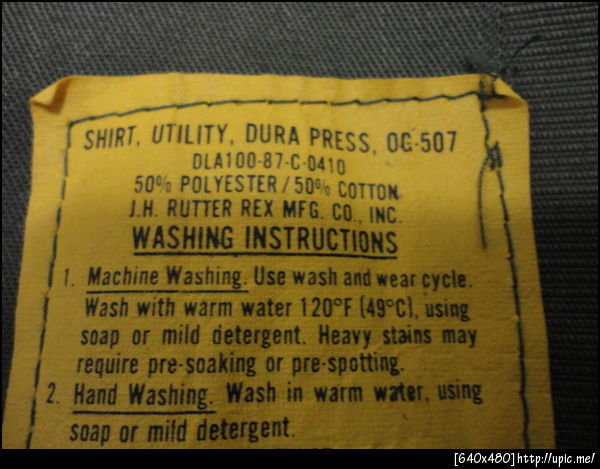 SHIRT, UTILITY, DURA PRESS, OG-507
DLA100-87-C-0410
50% POLYESTER/50% COTTON
J.H. RUTTER REX MFG. CO., INC.
WASHING INSTRUCTIONS
1. Machine Washing. Use wash and wear cycle.
Wash with warm water 120°F (49°C), using
soap or mild detergent. Heavy stains may
require pre-soaking or pre-spotting.
2. Hand Washing. Wash in warm water, using
soap or mild detergent.
[640x480]http://upic.me/